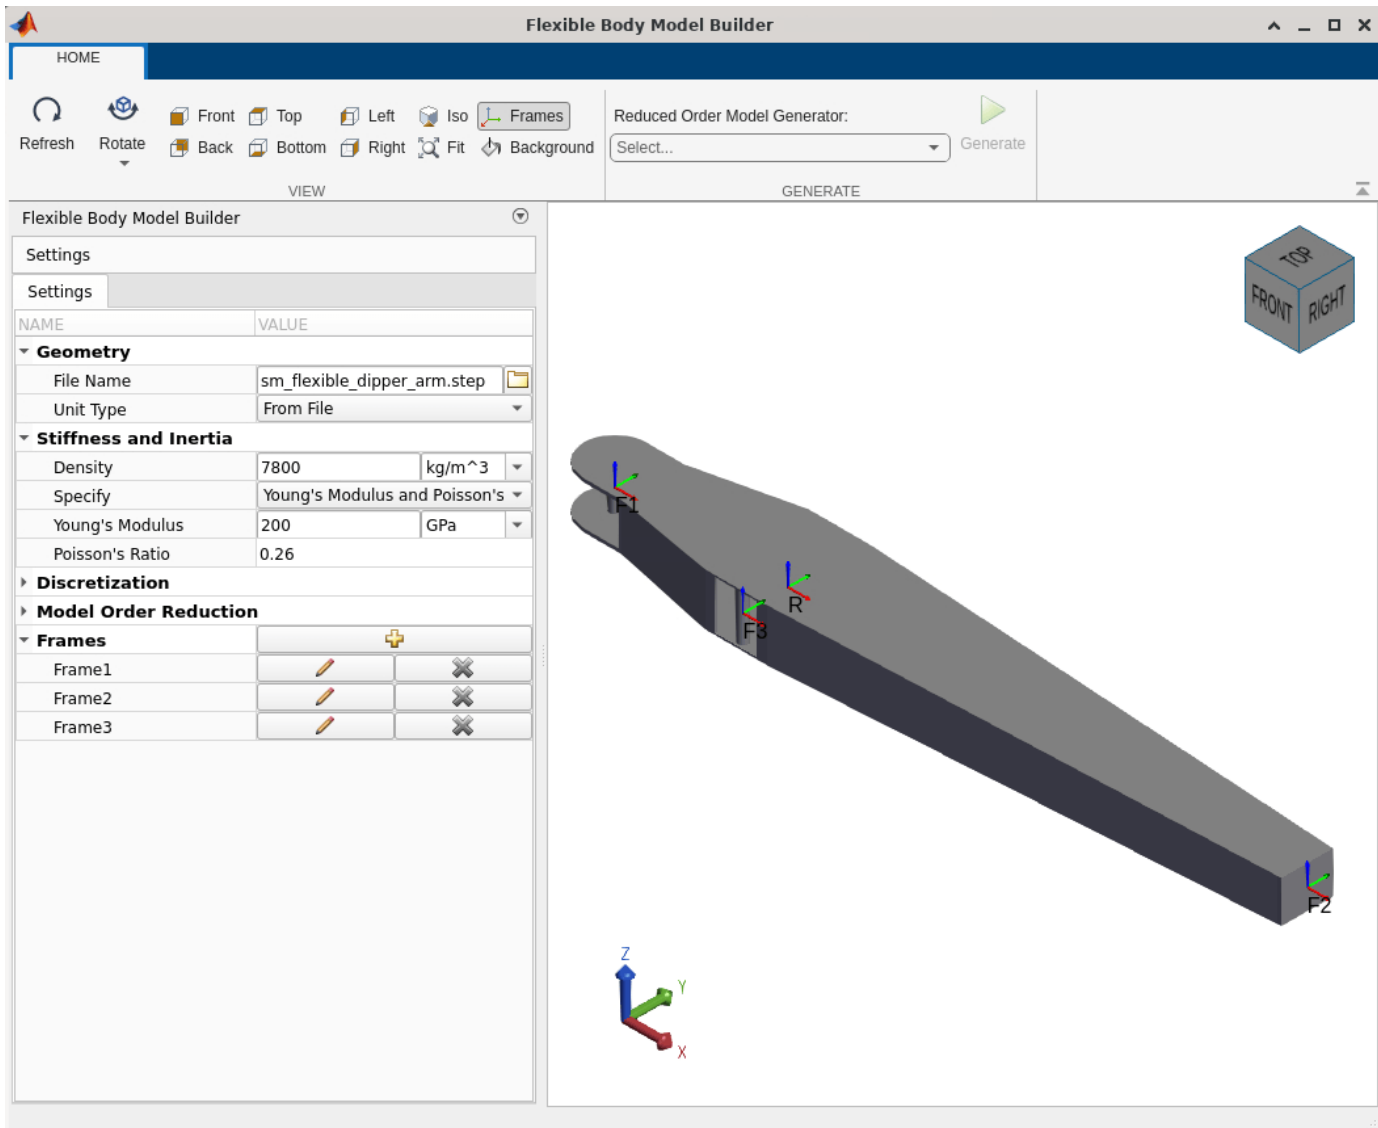 Flexible Body Model Builder
HOME
Refresh
Rotate
Front
Top
Left
Iso
Frames
Back
Bottom
Right
Fit
Background
VIEW
Reduced Order Model Generator:
Select...
Generate
GENERATE
Flexible Body Model Builder
Settings
Settings
NAME VALUE
Geometry
File Name sm_flexible_dipper_arm.step
Unit Type From File
Stiffness and Inertia
Density 7800 kg/m^3
Specify Young's Modulus and Poisson's
Young's Modulus 200 GPa
Poisson's Ratio 0.26
Discretization
Model Order Reduction
Frames
Frame1
Frame2
Frame3
TOP
FRONT
RIGHT
F1
R
F3
F2
Z
Y
X